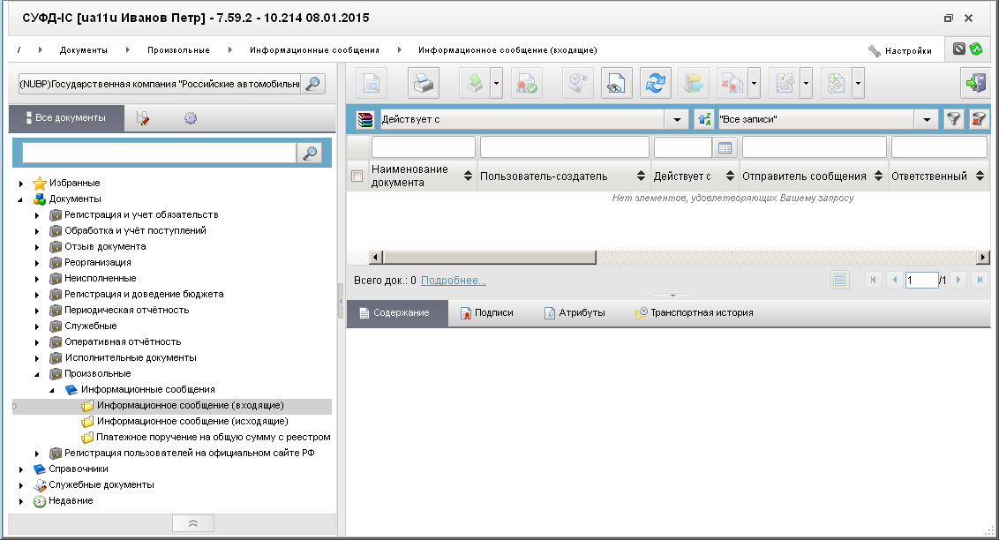 СУФД-IC [ua11u Иванов Петр] - 7.59.2 - 10.214 08.01.2015
/ Документы Произвольные Информационные сообщения Информационное сообщение (входящие) Настройки
(NUBP)Государственная компания "Российские автомобильн
Все документы
Действует с "Все записи"
Наименование документа Пользователь-создатель Действует с Отправитель сообщения Ответственный
Нет элементов, удовлетворяющих Вашему запросу
Избранные
Документы
Регистрация и учет обязательств
Обработка и учёт поступлений
Отзыв документа
Реорганизация
Неисполненные
Регистрация и доведение бюджета
Периодическая отчётность
Служебные
Оперативная отчётность
Исполнительные документы
Произвольные
Информационные сообщения
Информационное сообщение (входящие)
Информационное сообщение (исходящие)
Платежное поручение на общую сумму с реестром
Регистрация пользователей на официальном сайте РФ
Справочники
Служебные документы
Недавние
Всего док.: 0 Подробнее... 1 /1
Содержание Подписи Атрибуты Транспортная история